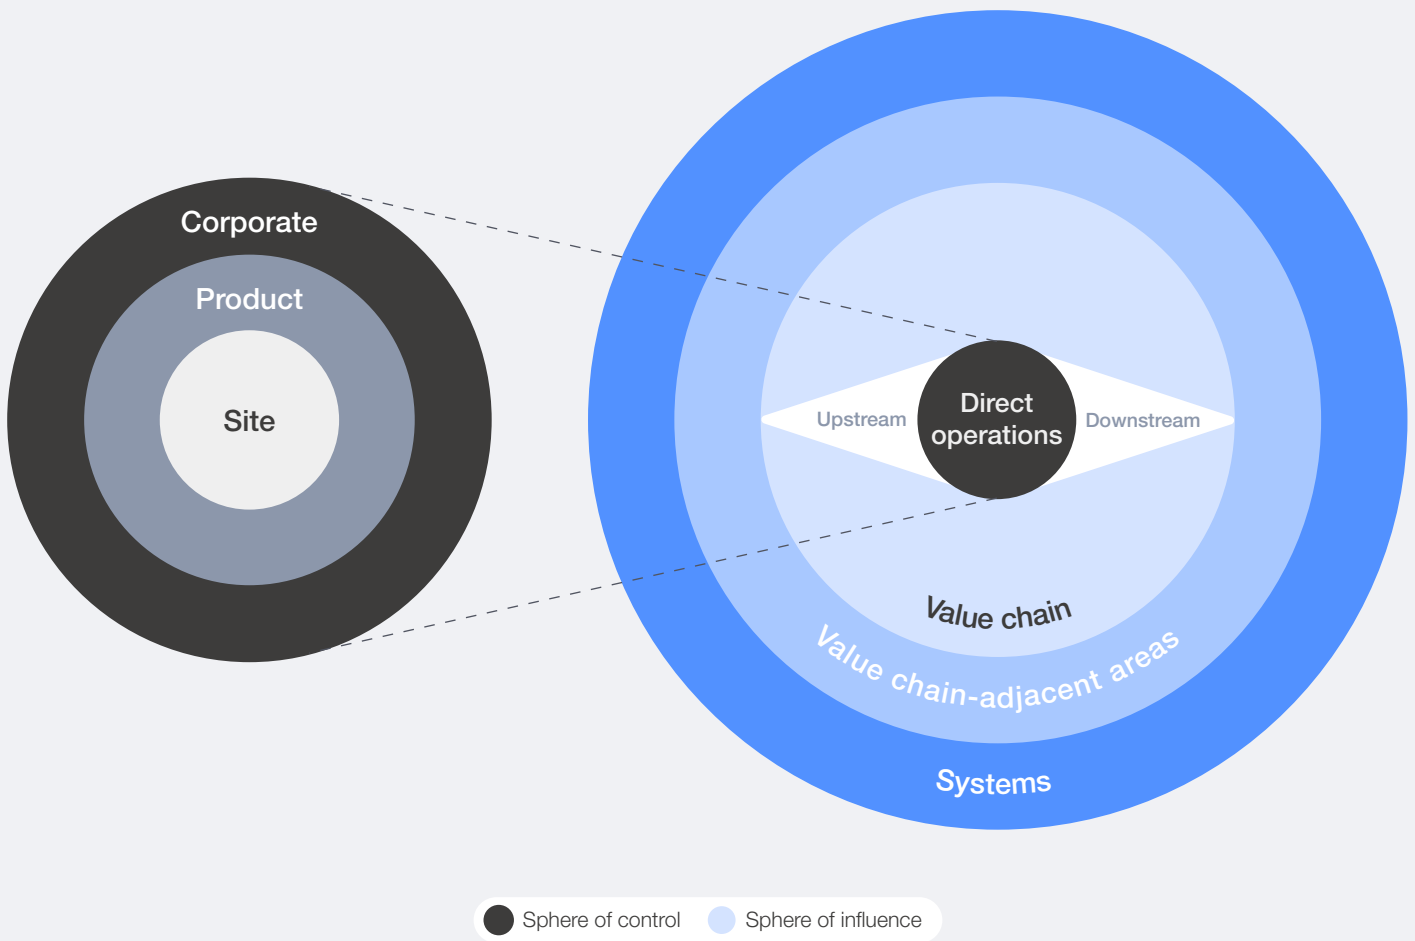 Corporate
Product
Site
Upstream
Direct
operations
Downstream
Value chain
Value chain-adjacent areas
Systems
Sphere of control
Sphere of influence